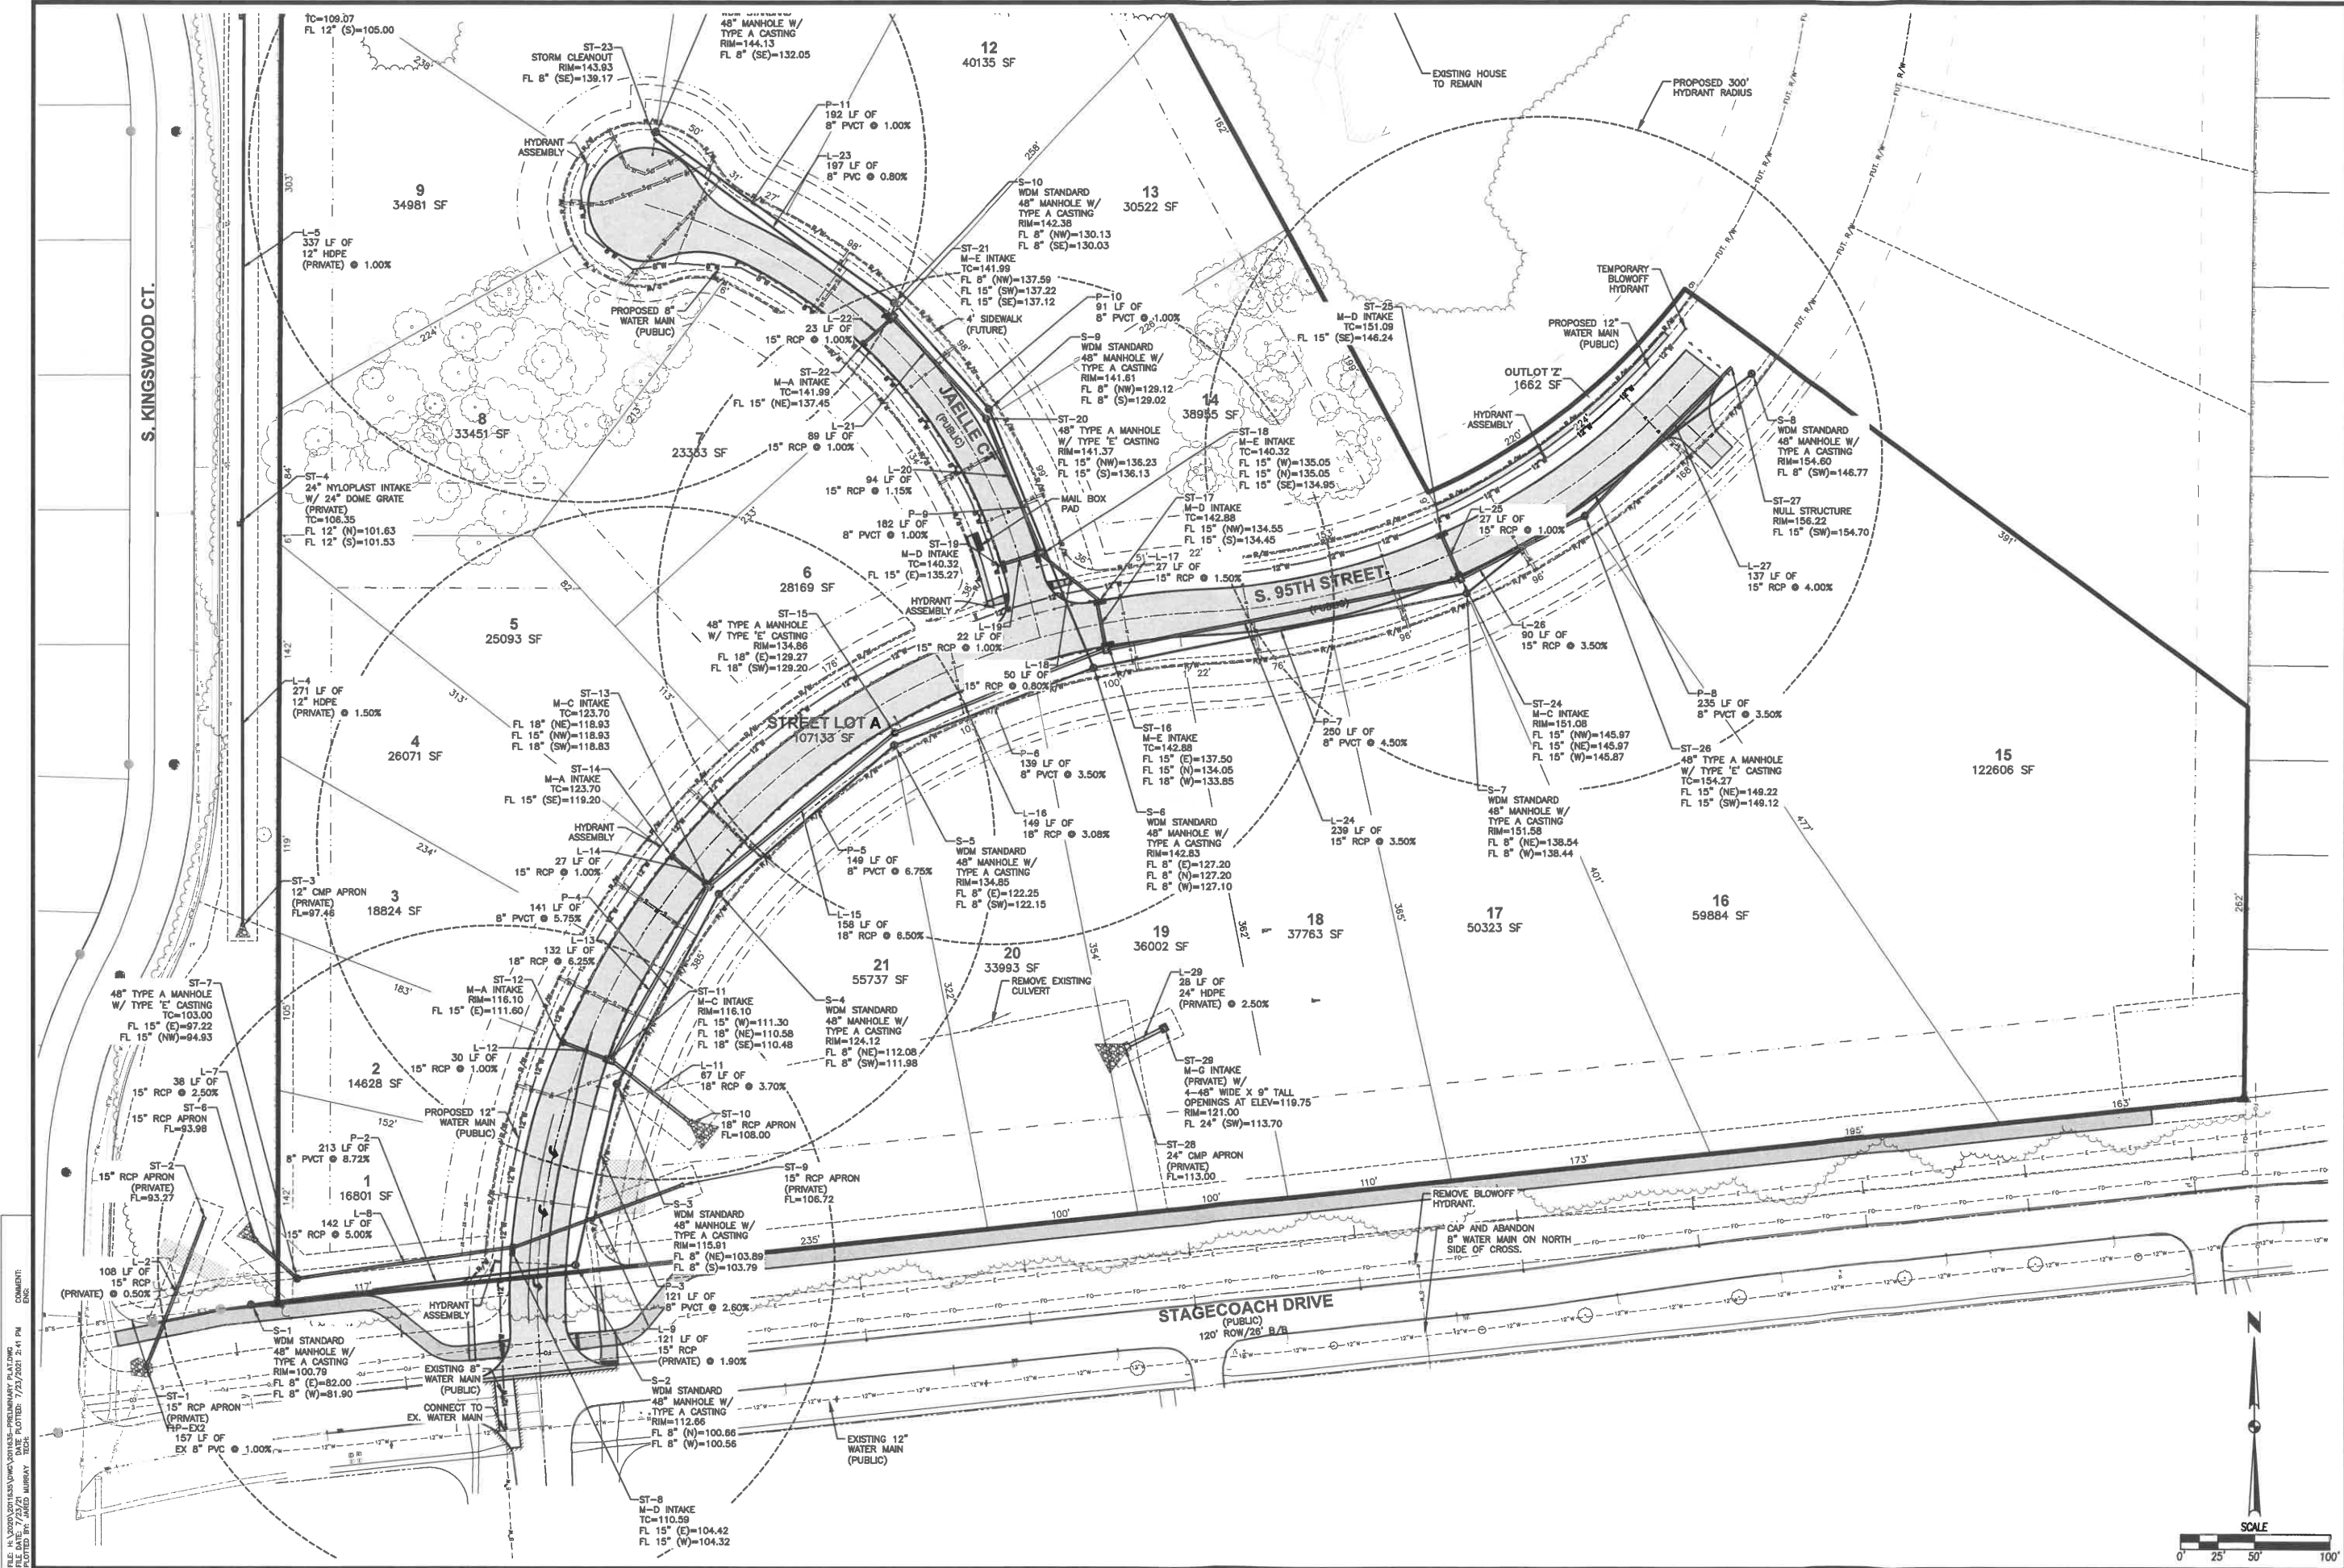 TC=109.07
FL 12" (S)=105.00
ST-23
STORM CLEANOUT
RIM=143.93
FL 8" (SE)=139.17
48" MANHOLE W/
TYPE A CASTING
RIM=144.13
FL 8" (SE)=132.05
12
40135 SF
EXISTING HOUSE
TO REMAIN
PROPOSED 300'
HYDRANT RADIUS
P-11
192 LF OF
8" PVCT @ 1.00%
L-23
197 LF OF
8" PVC @ 0.80%
HYDRANT
ASSEMBLY
S-10
WDM STANDARD
48" MANHOLE W/
TYPE A CASTING
RIM=142.38
FL 8" (NW)=130.13
FL 8" (SE)=130.03
13
30522 SF
9
34981 SF
L-5
337 LF OF
12" HDPE
(PRIVATE) @ 1.00%
ST-21
M-E INTAKE
TC=141.99
FL 8" (NW)=137.59
FL 15" (SW)=137.22
FL 15" (SE)=137.12
P-10
91 LF OF
8" PVCT @ 1.00%
4' SIDEWALK
(FUTURE)
PROPOSED 8"
WATER MAIN
(PUBLIC)
L-22
23 LF OF
15" RCP @ 1.00%
S-9
WDM STANDARD
48" MANHOLE W/
TYPE A CASTING
RIM=141.61
FL 8" (NW)=129.12
FL 8" (S)=129.02
ST-25
M-D INTAKE
TC=151.09
FL 15" (SE)=146.24
TEMPORARY
BLOWOFF
HYDRANT
PROPOSED 12"
WATER MAIN
(PUBLIC)
OUTLOT 'Z'
1662 SF
HYDRANT
ASSEMBLY
S. KINGSWOOD CT.
ST-22
M-A INTAKE
TC=141.99
FL 15" (NE)=137.45
JAELLE CT.
(PUBLIC)
14
38955 SF
8
33451 SF
7
23333 SF
L-21
89 LF OF
15" RCP @ 1.00%
ST-20
48" TYPE A MANHOLE
W/ TYPE 'E' CASTING
RIM=141.37
FL 15" (NW)=136.23
FL 15" (S)=136.13
ST-18
M-E INTAKE
TC=140.32
FL 15" (W)=135.05
FL 15" (N)=135.05
FL 15" (SE)=134.95
S-8
WDM STANDARD
48" MANHOLE W/
TYPE A CASTING
RIM=154.60
FL 8" (SW)=146.77
ST-4
24" NYLOPLAST INTAKE
W/ 24" DOME GRATE
(PRIVATE)
TC=106.35
FL 12" (N)=101.63
FL 12" (S)=101.53
L-20
94 LF OF
15" RCP @ 1.15%
MAIL BOX
PAD
ST-17
M-D INTAKE
TC=142.88
FL 15" (NW)=134.55
FL 15" (S)=134.45
L-25
27 LF OF
15" RCP @ 1.00%
ST-27
NULL STRUCTURE
RIM=156.22
FL 15" (SW)=154.70
P-9
182 LF OF
8" PVCT @ 1.00%
ST-19
M-D INTAKE
TC=140.32
FL 15" (E)=135.27
L-17
27 LF OF
15" RCP @ 1.50%
L-27
137 LF OF
15" RCP @ 4.00%
6
28169 SF
HYDRANT
ASSEMBLY
S. 95TH STREET
(PUBLIC)
5
25093 SF
ST-15
48" TYPE A MANHOLE
W/ TYPE 'E' CASTING
RIM=134.86
FL 18" (E)=129.27
FL 18" (SW)=129.20
L-19
22 LF OF
15" RCP @ 1.00%
L-26
90 LF OF
15" RCP @ 3.50%
L-18
50 LF OF
15" RCP @ 0.80%
L-4
271 LF OF
12" HDPE
(PRIVATE) @ 1.50%
ST-13
M-C INTAKE
TC=123.70
FL 18" (NE)=118.93
FL 15" (NW)=118.93
FL 18" (SW)=118.83
STREET LOT A
107133 SF
P-8
235 LF OF
8" PVCT @ 3.50%
ST-24
M-C INTAKE
RIM=151.08
FL 15" (NW)=145.97
FL 15" (NE)=145.97
FL 15" (W)=145.87
P-7
250 LF OF
8" PVCT @ 4.50%
ST-16
M-E INTAKE
TC=142.88
FL 15" (E)=137.50
FL 15" (N)=134.05
FL 18" (W)=133.85
4
26071 SF
P-6
139 LF OF
8" PVCT @ 3.50%
ST-26
48" TYPE A MANHOLE
W/ TYPE 'E' CASTING
TC=154.27
FL 15" (NE)=149.22
FL 15" (SW)=149.12
15
122606 SF
ST-14
M-A INTAKE
TC=123.70
FL 15" (SE)=119.20
S-7
WDM STANDARD
48" MANHOLE W/
TYPE A CASTING
RIM=151.58
FL 8" (NE)=138.54
FL 8" (W)=138.44
HYDRANT
ASSEMBLY
L-16
149 LF OF
18" RCP @ 3.08%
S-6
WDM STANDARD
48" MANHOLE W/
TYPE A CASTING
RIM=142.83
FL 8" (E)=127.20
FL 8" (N)=127.20
FL 8" (W)=127.10
L-24
239 LF OF
15" RCP @ 3.50%
L-14
27 LF OF
15" RCP @ 1.00%
P-5
149 LF OF
8" PVCT @ 6.75%
S-5
WDM STANDARD
48" MANHOLE W/
TYPE A CASTING
RIM=134.85
FL 8" (E)=122.25
FL 8" (SW)=122.15
ST-3
12" CMP APRON
(PRIVATE)
FL=97.46
3
18824 SF
P-4
141 LF OF
8" PVCT @ 5.75%
L-15
158 LF OF
18" RCP @ 6.50%
16
59884 SF
17
50323 SF
18
37763 SF
19
36002 SF
20
33993 SF
21
55737 SF
L-13
132 LF OF
18" RCP @ 6.25%
REMOVE EXISTING
CULVERT
L-29
28 LF OF
24" HDPE
(PRIVATE) @ 2.50%
ST-7
48" TYPE A MANHOLE
W/ TYPE 'E' CASTING
TC=103.00
FL 15" (E)=97.22
FL 15" (NW)=94.93
ST-12
M-A INTAKE
RIM=116.10
FL 15" (E)=111.60
ST-11
M-C INTAKE
RIM=116.10
FL 15" (W)=111.30
FL 18" (NE)=110.58
FL 18" (SE)=110.48
S-4
WDM STANDARD
48" MANHOLE W/
TYPE A CASTING
RIM=124.12
FL 8" (NE)=112.08
FL 8" (SW)=111.98
L-12
30 LF OF
15" RCP @ 1.00%
2
14628 SF
L-11
67 LF OF
18" RCP @ 3.70%
ST-29
M-G INTAKE
(PRIVATE) W/
4-48" WIDE X 9" TALL
OPENINGS AT ELEV=119.75
RIM=121.00
FL 24" (SW)=113.70
L-7
38 LF OF
15" RCP @ 2.50%
ST-6
15" RCP APRON
FL=93.98
PROPOSED 12"
WATER MAIN
(PUBLIC)
ST-10
18" RCP APRON
FL=108.00
P-2
213 LF OF
8" PVCT @ 8.72%
ST-28
24" CMP APRON
(PRIVATE)
FL=113.00
ST-2
15" RCP APRON
(PRIVATE)
FL=93.27
1
16801 SF
ST-9
15" RCP APRON
(PRIVATE)
FL=106.72
L-8
142 LF OF
15" RCP @ 5.00%
S-3
WDM STANDARD
48" MANHOLE W/
TYPE A CASTING
RIM=115.91
FL 8" (NE)=103.89
FL 8" (S)=103.79
REMOVE BLOWOFF
HYDRANT.
CAP AND ABANDON
8" WATER MAIN ON NORTH
SIDE OF CROSS.
L-2
108 LF OF
15" RCP
(PRIVATE) @ 0.50%
P-3
121 LF OF
8" PVCT @ 2.60%
HYDRANT
ASSEMBLY
STAGECOACH DRIVE
(PUBLIC)
120' ROW/26' B/B
S-1
WDM STANDARD
48" MANHOLE W/
TYPE A CASTING
RIM=100.79
FL 8" (E)=82.00
FL 8" (W)=81.90
L-9
121 LF OF
15" RCP
(PRIVATE) @ 1.90%
EXISTING 8"
WATER MAIN
(PUBLIC)
CONNECT TO
EX. WATER MAIN
S-2
WDM STANDARD
48" MANHOLE W/
TYPE A CASTING
RIM=112.66
FL 8" (N)=100.66
FL 8" (W)=100.56
ST-1
15" RCP APRON
(PRIVATE)
P-EX2
157 LF OF
EX 8" PVC @ 1.00%
EXISTING 12"
WATER MAIN
(PUBLIC)
ST-8
M-D INTAKE
TC=110.59
FL 15" (E)=104.42
FL 15" (W)=104.32
N
SCALE
0' 25' 50' 100'